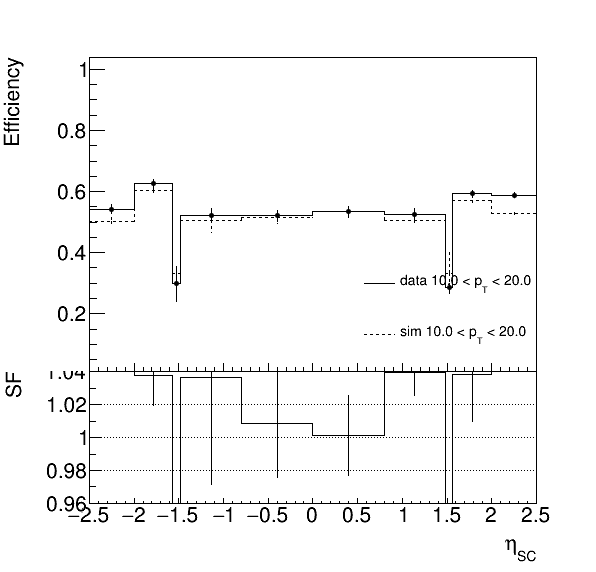 Efficiency
1
0.8
0.6
0.4
0.2
data 10.0 < p_T < 20.0
sim 10.0 < p_T < 20.0
SF
1.04
1.02
1
0.98
0.96
−2.5 −2 −1.5 −1 −0.5 0 0.5 1 1.5 2 2.5
η_SC